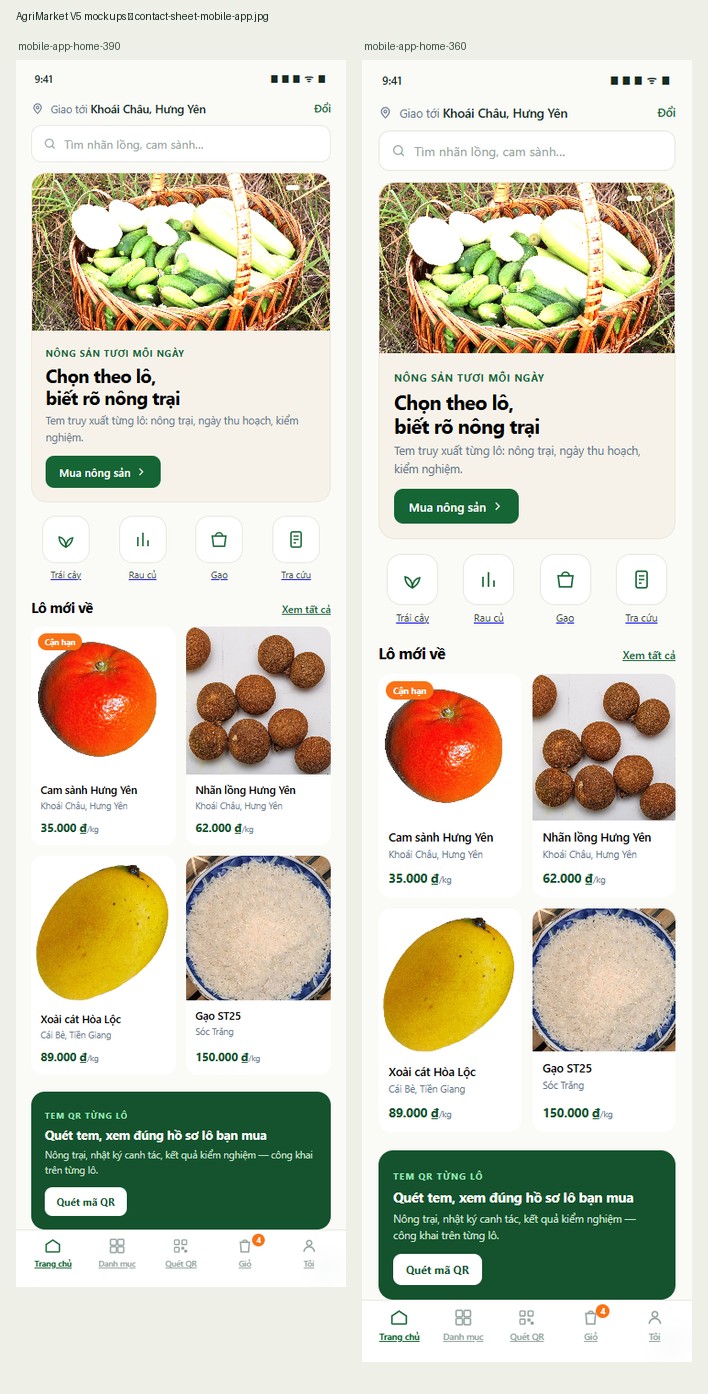 AgriMarket V5 mockups contact-sheet-mobile-app.jpg
mobile-app-home-390
9:41
Giao tới Khoái Châu, Hưng Yên
Đổi
Tìm nhãn lồng, cam sành...
NÔNG SẢN TƯƠI MỖI NGÀY
Chọn theo lô,
biết rõ nông trại
Tem truy xuất từng lô: nông trại, ngày thu hoạch, kiểm
nghiệm.
Mua nông sản
Trái cây
Rau củ
Gạo
Tra cứu
Lô mới về
Xem tất cả
Cận hạn
Cam sành Hưng Yên
Khoái Châu, Hưng Yên
35.000 ₫/kg
Nhãn lồng Hưng Yên
Khoái Châu, Hưng Yên
62.000 ₫/kg
Xoài cát Hòa Lộc
Cái Bè, Tiền Giang
89.000 ₫/kg
Gạo ST25
Sóc Trăng
150.000 ₫/kg
TEM QR TỪNG LÔ
Quét tem, xem đúng hồ sơ lô bạn mua
Nông trại, nhật ký canh tác, kết quả kiểm nghiệm — công khai
trên từng lô.
Quét mã QR
Trang chủ
Danh mục
Quét QR
4
Giỏ
Tôi
mobile-app-home-360
9:41
Giao tới Khoái Châu, Hưng Yên
Đổi
Tìm nhãn lồng, cam sành...
NÔNG SẢN TƯƠI MỖI NGÀY
Chọn theo lô,
biết rõ nông trại
Tem truy xuất từng lô: nông trại, ngày thu hoạch,
kiểm nghiệm.
Mua nông sản
Trái cây
Rau củ
Gạo
Tra cứu
Lô mới về
Xem tất cả
Cận hạn
Cam sành Hưng Yên
Khoái Châu, Hưng Yên
35.000 ₫/kg
Nhãn lồng Hưng Yên
Khoái Châu, Hưng Yên
62.000 ₫/kg
Xoài cát Hòa Lộc
Cái Bè, Tiền Giang
89.000 ₫/kg
Gạo ST25
Sóc Trăng
150.000 ₫/kg
TEM QR TỪNG LÔ
Quét tem, xem đúng hồ sơ lô bạn mua
Nông trại, nhật ký canh tác, kết quả kiểm nghiệm —
công khai trên từng lô.
Quét mã QR
Trang chủ
Danh mục
Quét QR
4
Giỏ
Tôi